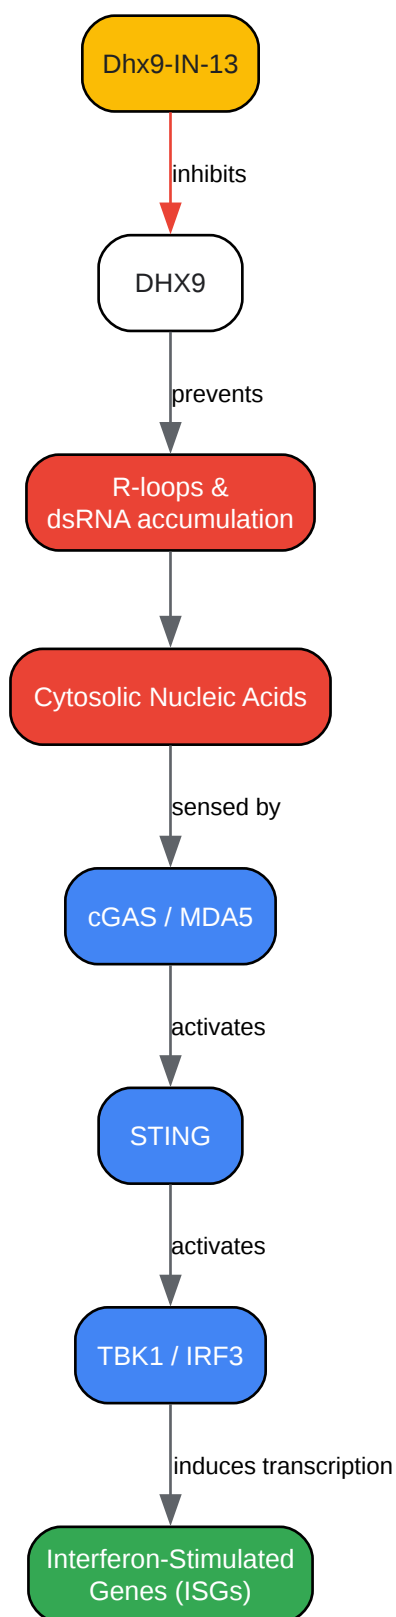 Dhx9-IN-13
inhibits
DHX9
prevents
R-loops &
dsRNA accumulation
Cytosolic Nucleic Acids
sensed by
cGAS / MDA5
activates
STING
activates
TBK1 / IRF3
induces transcription
Interferon-Stimulated
Genes (ISGs)